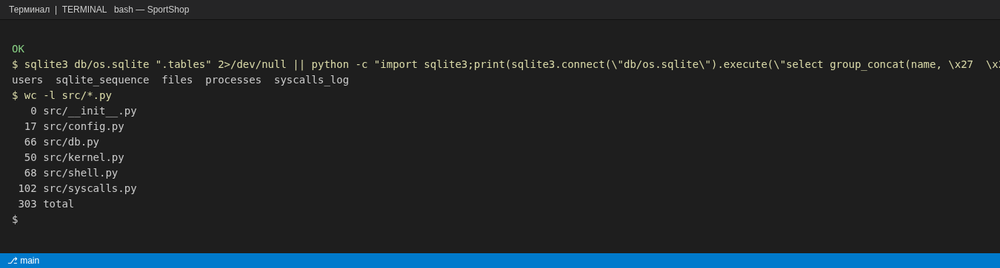 Терминал | TERMINAL bash — SportShop
OK
$ sqlite3 db/os.sqlite ".tables" 2>/dev/null || python -c "import sqlite3;print(sqlite3.connect(\"db/os.sqlite\").execute(\"select group_concat(name, \x27  \x2
users  sqlite_sequence  files  processes  syscalls_log
$ wc -l src/*.py
0 src/__init__.py
17 src/config.py
66 src/db.py
50 src/kernel.py
68 src/shell.py
102 src/syscalls.py
303 total
$
⎇ main